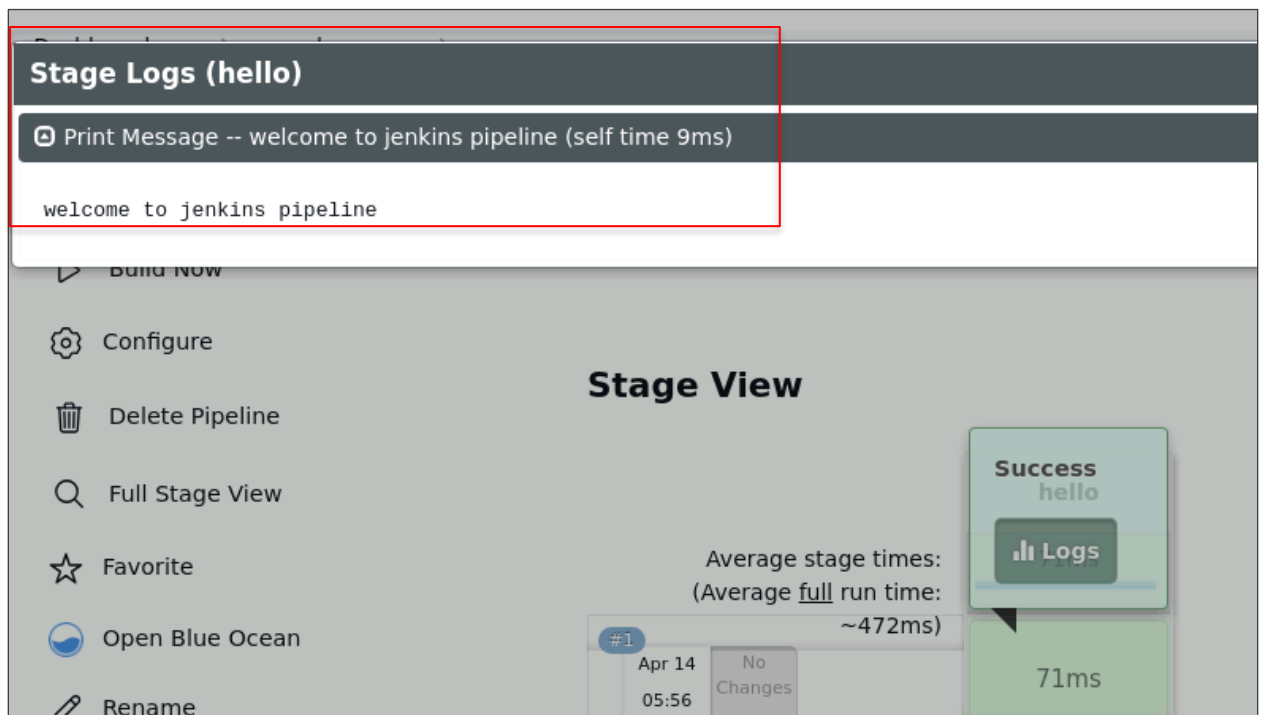 Stage Logs (hello)
Print Message -- welcome to jenkins pipeline (self time 9ms)
welcome to jenkins pipeline
Build Now
Configure
Delete Pipeline
Full Stage View
Favorite
Open Blue Ocean
Rename
Stage View
Success
hello
Logs
Average stage times:
(Average full run time:
~472ms)
#1
Apr 14
05:56
No
Changes
71ms